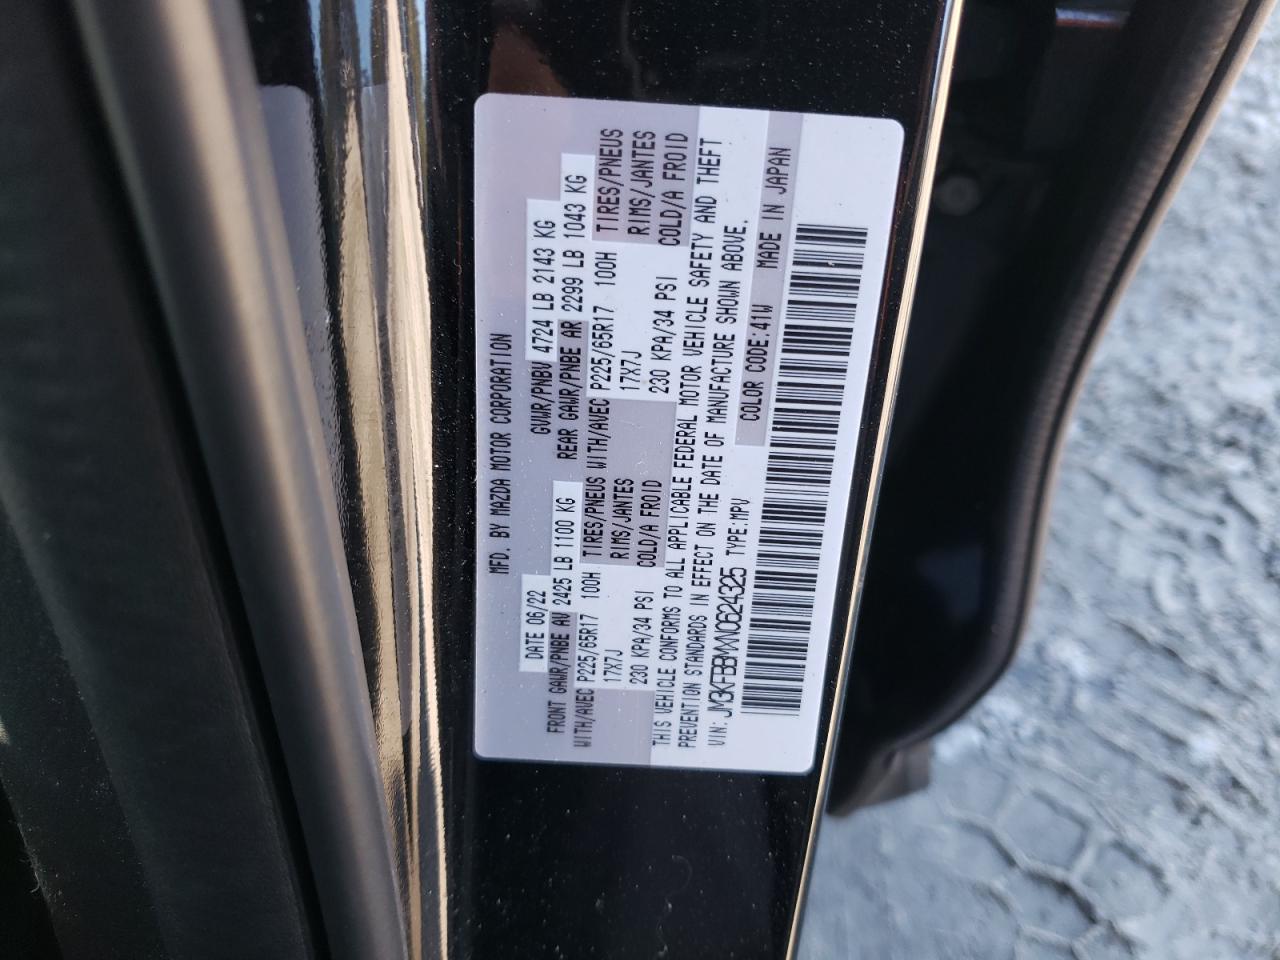 MFD. BY MAZDA MOTOR CORPORATION
DATE 06/22 GVWR/PNBV 4724 LB 2143 KG
FRONT GAWR/PNBE AV 2425 LB 1100 KG REAR GAWR/PNBE AR 2299 LB 1043 KG
WITH/AVEC P225/65R17 100H TIRES/PNEUS WITH/AVEC P225/65R17 100H TIRES/PNEUS
17X7J RIMS/JANTES 17X7J RIMS/JANTES
230 KPA/34 PSI COLD/A FROID 230 KPA/34 PSI COLD/A FROID
THIS VEHICLE CONFORMS TO ALL APPLICABLE FEDERAL MOTOR VEHICLE SAFETY AND THEFT
PREVENTION STANDARDS IN EFFECT ON THE DATE OF MANUFACTURE SHOWN ABOVE.
VIN: JM3KFBBMXN0624325 TYPE:MPV COLOR CODE:41W MADE IN JAPAN